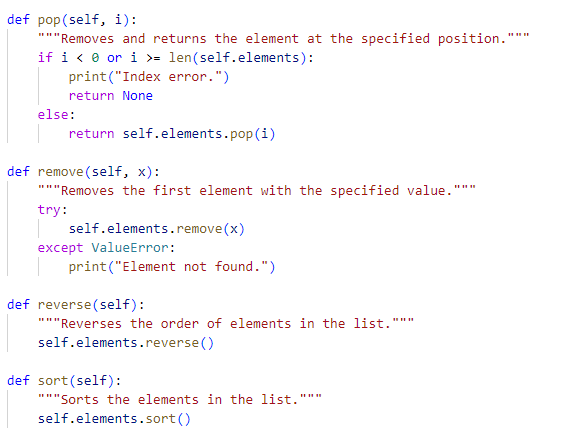 def pop(self, i):
    """Removes and returns the element at the specified position."""
    if i < 0 or i >= len(self.elements):
        print("Index error.")
        return None
    else:
        return self.elements.pop(i)

def remove(self, x):
    """Removes the first element with the specified value."""
    try:
        self.elements.remove(x)
    except ValueError:
        print("Element not found.")

def reverse(self):
    """Reverses the order of elements in the list."""
    self.elements.reverse()

def sort(self):
    """Sorts the elements in the list."""
    self.elements.sort()